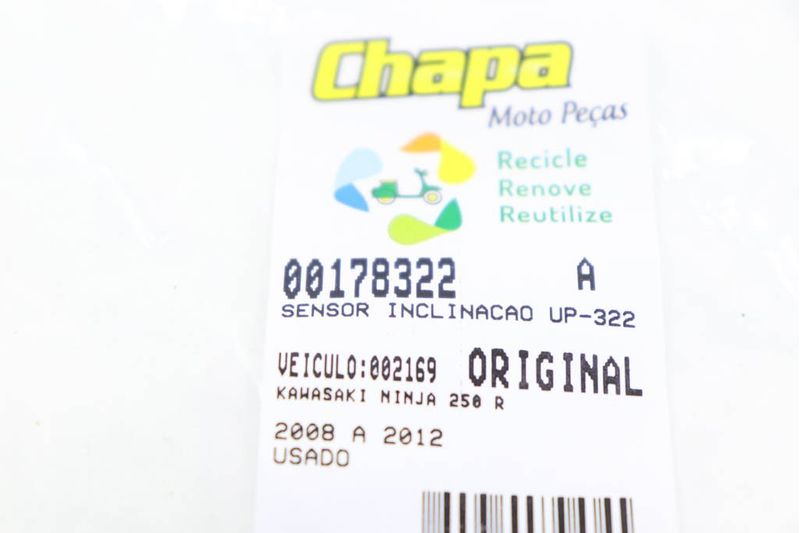 Chapa
Moto Peças
Recicle
Renove
Reutilize
00178322 A
SENSOR INCLINACAO UP-322
VEICULO:002169 ORIGINAL
KAWASAKI NINJA 250 R
2008 A 2012
USADO